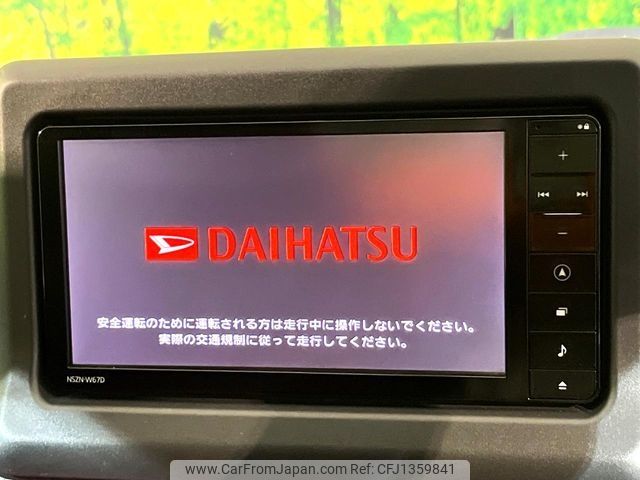 DAIHATSU
安全運転のために運転される方は走行中に操作しないでください。
実際の交通規制に従って走行してください。
NSZN-W67D
www.CarFromJapan.com - CFJ1359841